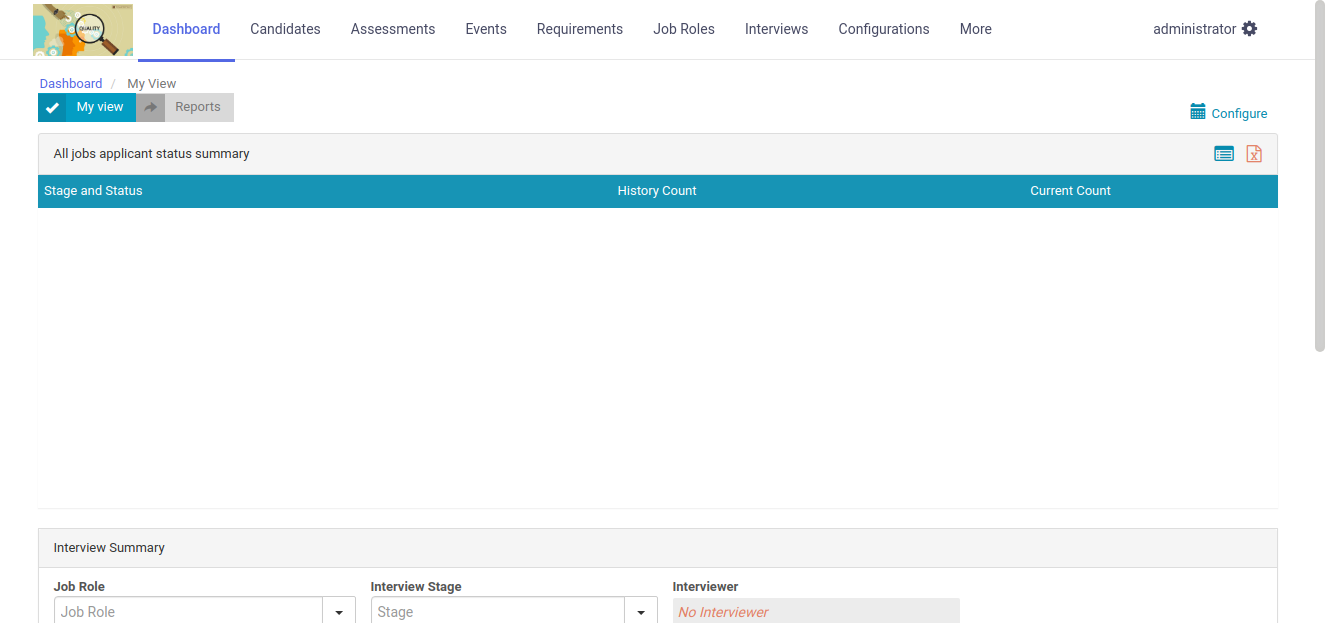 QUALITY
Dashboard Candidates Assessments Events Requirements Job Roles Interviews Configurations More administrator
Dashboard / My View
My view Reports
Configure
All jobs applicant status summary
Stage and Status History Count Current Count
Interview Summary
Job Role Interview Stage Interviewer
Job Role Stage No Interviewer